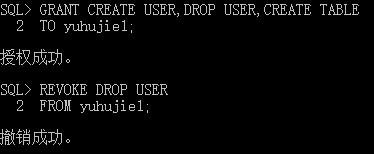 SQL> GRANT CREATE USER,DROP USER,CREATE TABLE
2 TO yuhujie1;
授权成功。
SQL> REVOKE DROP USER
2 FROM yuhujie1;
撤销成功。